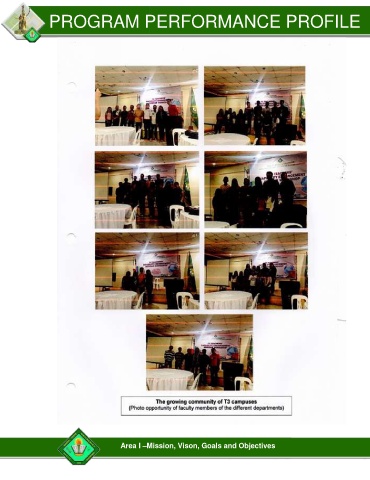 PROGRAM PERFORMANCE PROFILE
The growing community of T3 campuses
(Photo opportunity of faculty members of the different departments)
Area I –Mission, Vison, Goals and Objectives